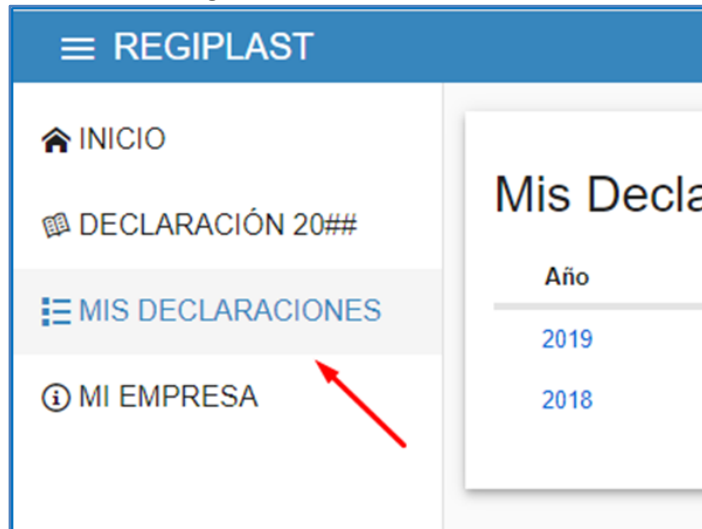 REGIPLAST
INICIO
DECLARACIÓN 20##
MIS DECLARACIONES
MI EMPRESA
Mis Decla
Año
2019
2018